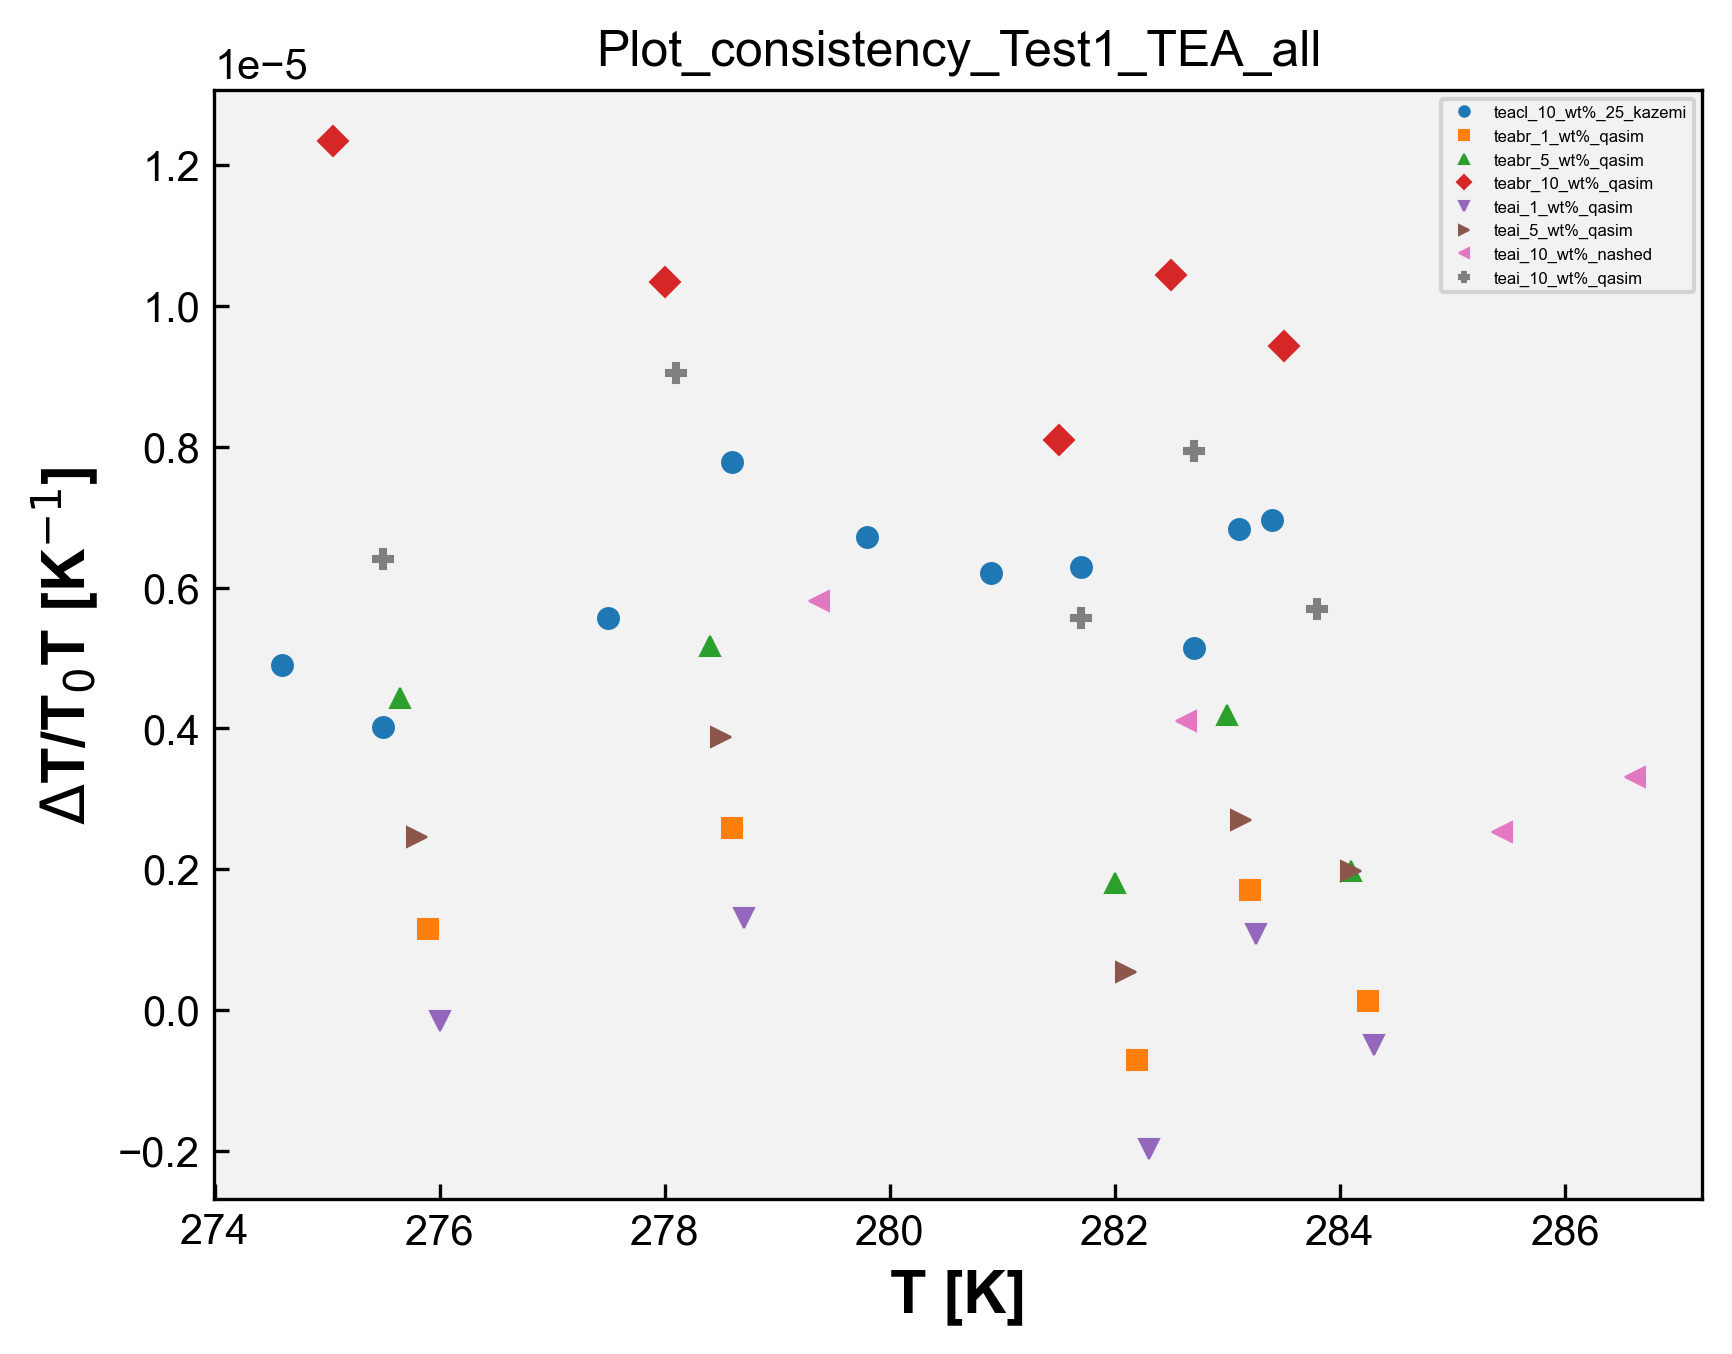 Plot_consistency_Test1_TEA_all
1e−5
1.2
1.0
0.8
0.6
0.4
0.2
0.0
−0.2
ΔT/T₀T [K⁻¹]
274 276 278 280 282 284 286
T [K]
teacl_10_wt%_25_kazemi
teabr_1_wt%_qasim
teabr_5_wt%_qasim
teabr_10_wt%_qasim
teai_1_wt%_qasim
teai_5_wt%_qasim
teai_10_wt%_nashed
teai_10_wt%_qasim